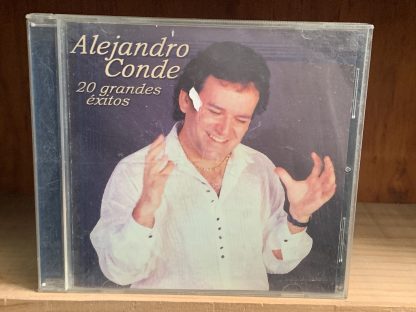 Alejandro
Conde
20 grandes
éxitos